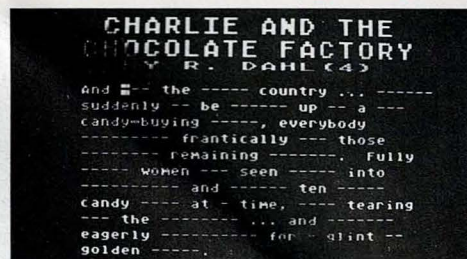 CHARLIE AND THE
CHOCOLATE FACTORY
BY R. DAHL(4)
And -- the ----- country ... ------
suddenly -- be ------ up -- a ---
candy-buying -----, everybody
--------- frantically --- those
--------- remaining --------. Fully
----- women --- seen ----- into
---------- and ------ ten -----
candy ---- at - time, ---- tearing
--- the -------- ... and --------
eagerly ---------- for - glint --
golden -----.